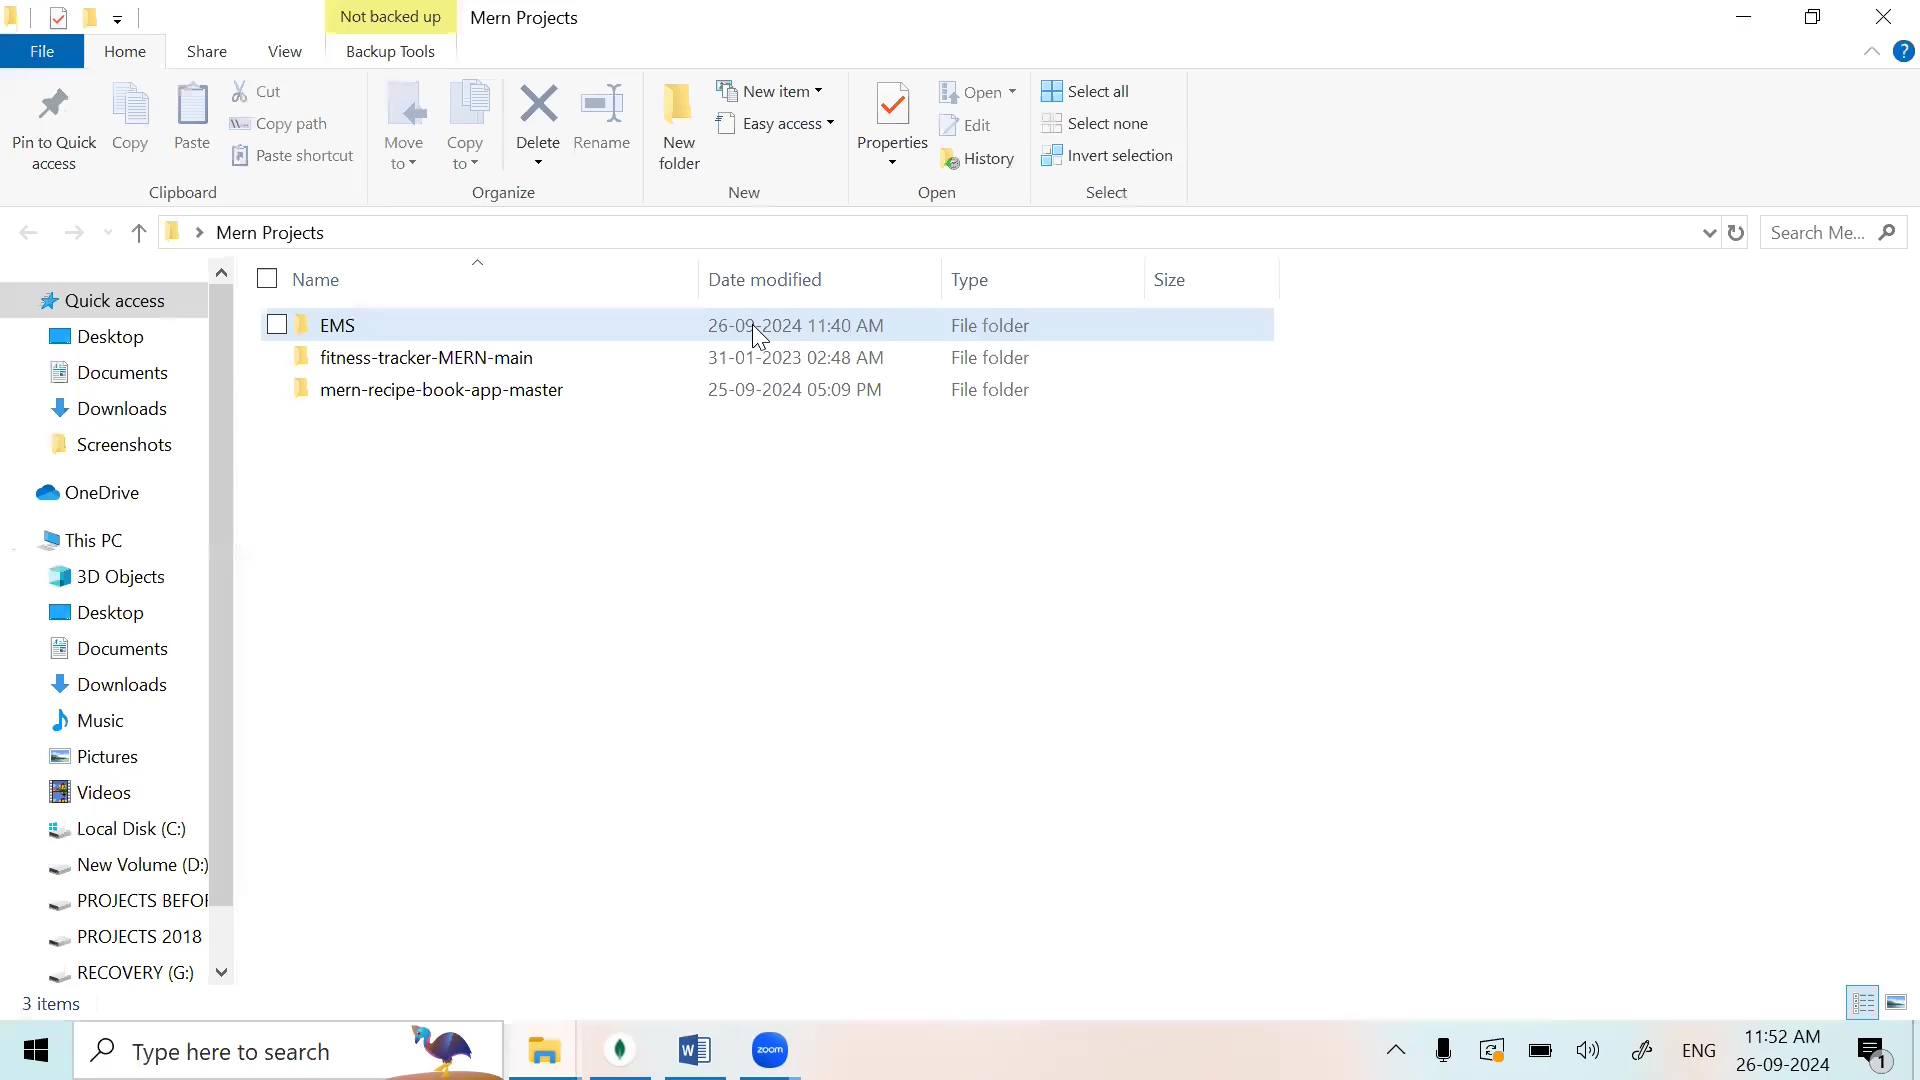 Not backed up
Mern Projects
File
Home
Share
View
Backup Tools
Pin to Quick access
Copy
Paste
Cut
Copy path
Paste shortcut
Clipboard
Move to
Copy to
Delete
Rename
Organize
New folder
New item
Easy access
New
Properties
Open
Edit
History
Open
Select all
Select none
Invert selection
Select
Mern Projects
Search Me...
Name
Date modified
Type
Size
EMS 26-09-2024 11:40 AM File folder
fitness-tracker-MERN-main 31-01-2023 02:48 AM File folder
mern-recipe-book-app-master 25-09-2024 05:09 PM File folder
Quick access
Desktop
Documents
Downloads
Screenshots
OneDrive
This PC
3D Objects
Desktop
Documents
Downloads
Music
Pictures
Videos
Local Disk (C:)
New Volume (D:)
PROJECTS BEFOR
PROJECTS 2018
RECOVERY (G:)
3 items
Type here to search
W
zoom
ENG
11:52 AM
26-09-2024
1